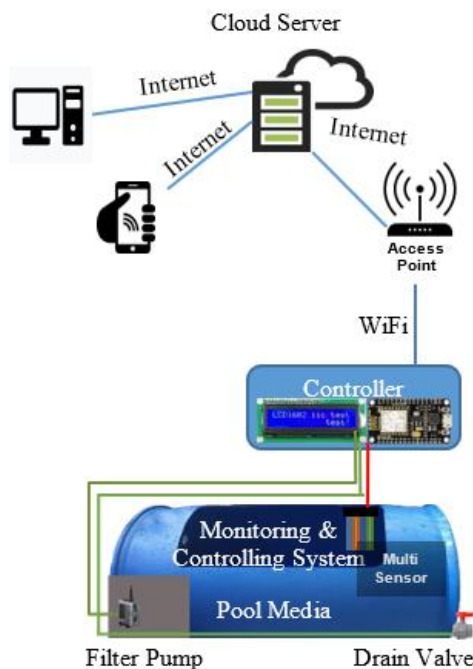 Cloud Server
Internet
Internet
Internet
Access
Point
WiFi
Controller
LCD1602 iic test
test
Monitoring &
Controlling System
Multi
Sensor
Pool Media
Filter Pump
Drain Valve